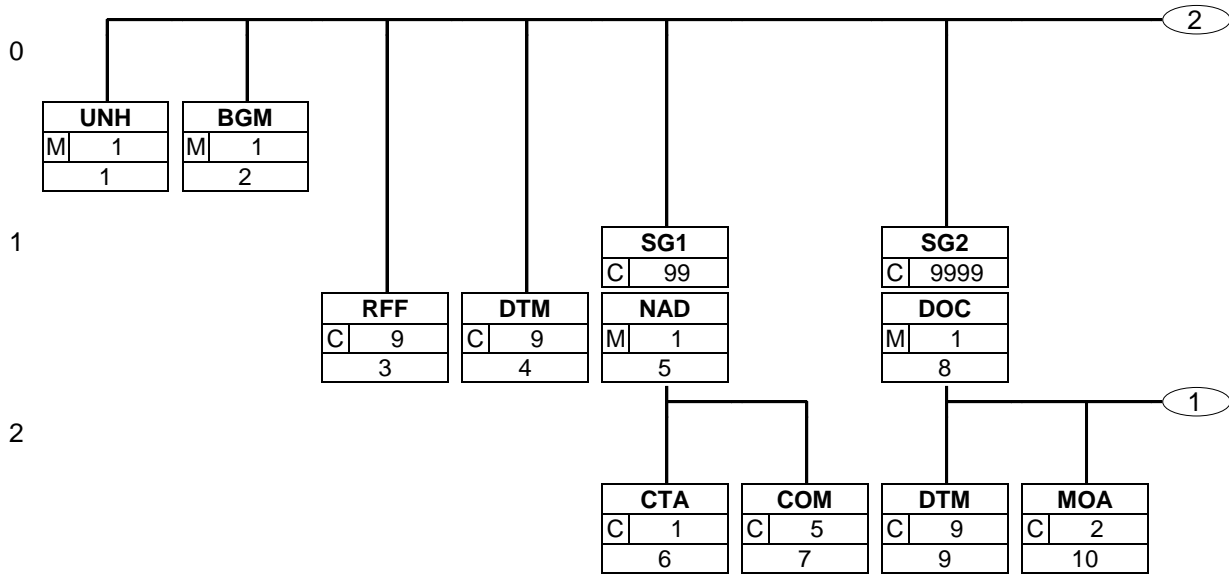 2
0
UNH BGM
M 1 M 1
1 2
1
SG1 SG2
C 99 C 9999
RFF DTM NAD DOC
C 9 C 9 M 1 M 1
3 4 5 8
1
2
CTA COM DTM MOA
C 1 C 5 C 9 C 2
6 7 9 10